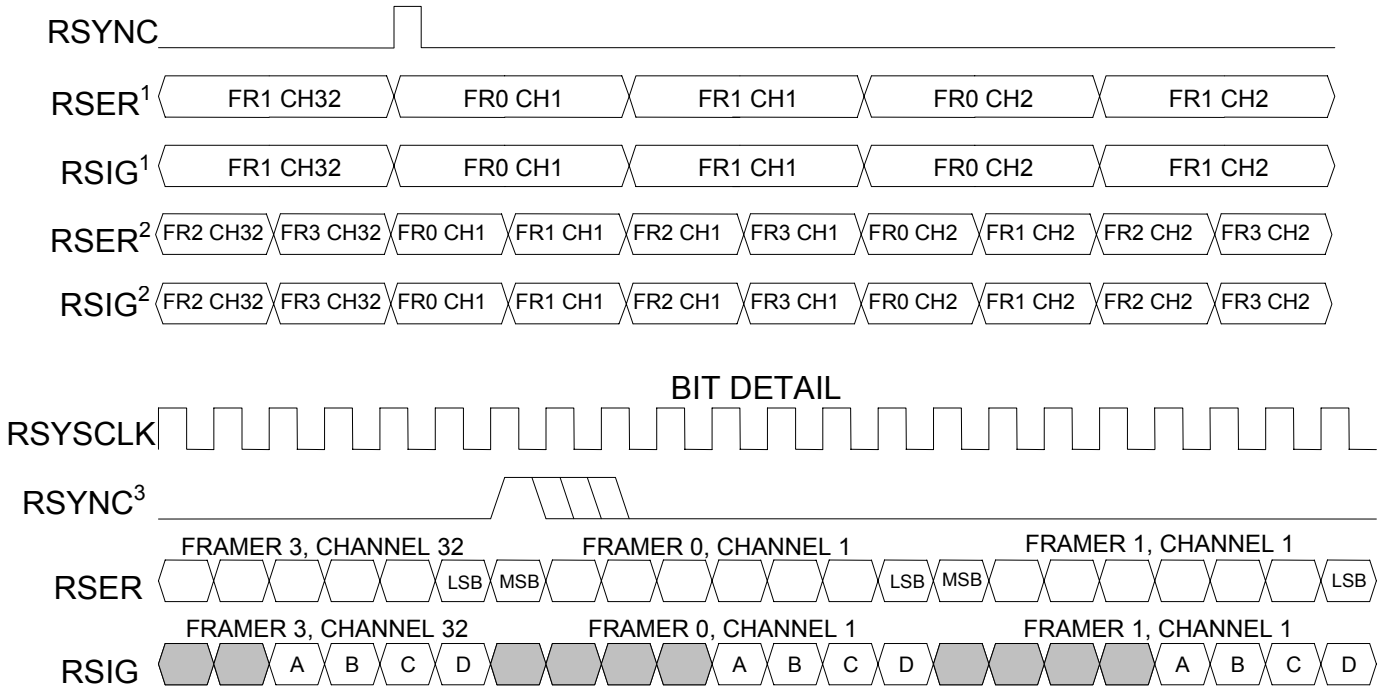 RSYNC
RSER¹ FR1 CH32 FR0 CH1 FR1 CH1 FR0 CH2 FR1 CH2
RSIG¹ FR1 CH32 FR0 CH1 FR1 CH1 FR0 CH2 FR1 CH2
RSER² FR2 CH32 FR3 CH32 FR0 CH1 FR1 CH1 FR2 CH1 FR3 CH1 FR0 CH2 FR1 CH2 FR2 CH2 FR3 CH2
RSIG² FR2 CH32 FR3 CH32 FR0 CH1 FR1 CH1 FR2 CH1 FR3 CH1 FR0 CH2 FR1 CH2 FR2 CH2 FR3 CH2
BIT DETAIL
RSYSCLK
RSYNC³
FRAMER 3, CHANNEL 32 FRAMER 0, CHANNEL 1 FRAMER 1, CHANNEL 1
RSER LSB MSB LSB MSB LSB
FRAMER 3, CHANNEL 32 FRAMER 0, CHANNEL 1 FRAMER 1, CHANNEL 1
RSIG A B C D A B C D A B C D